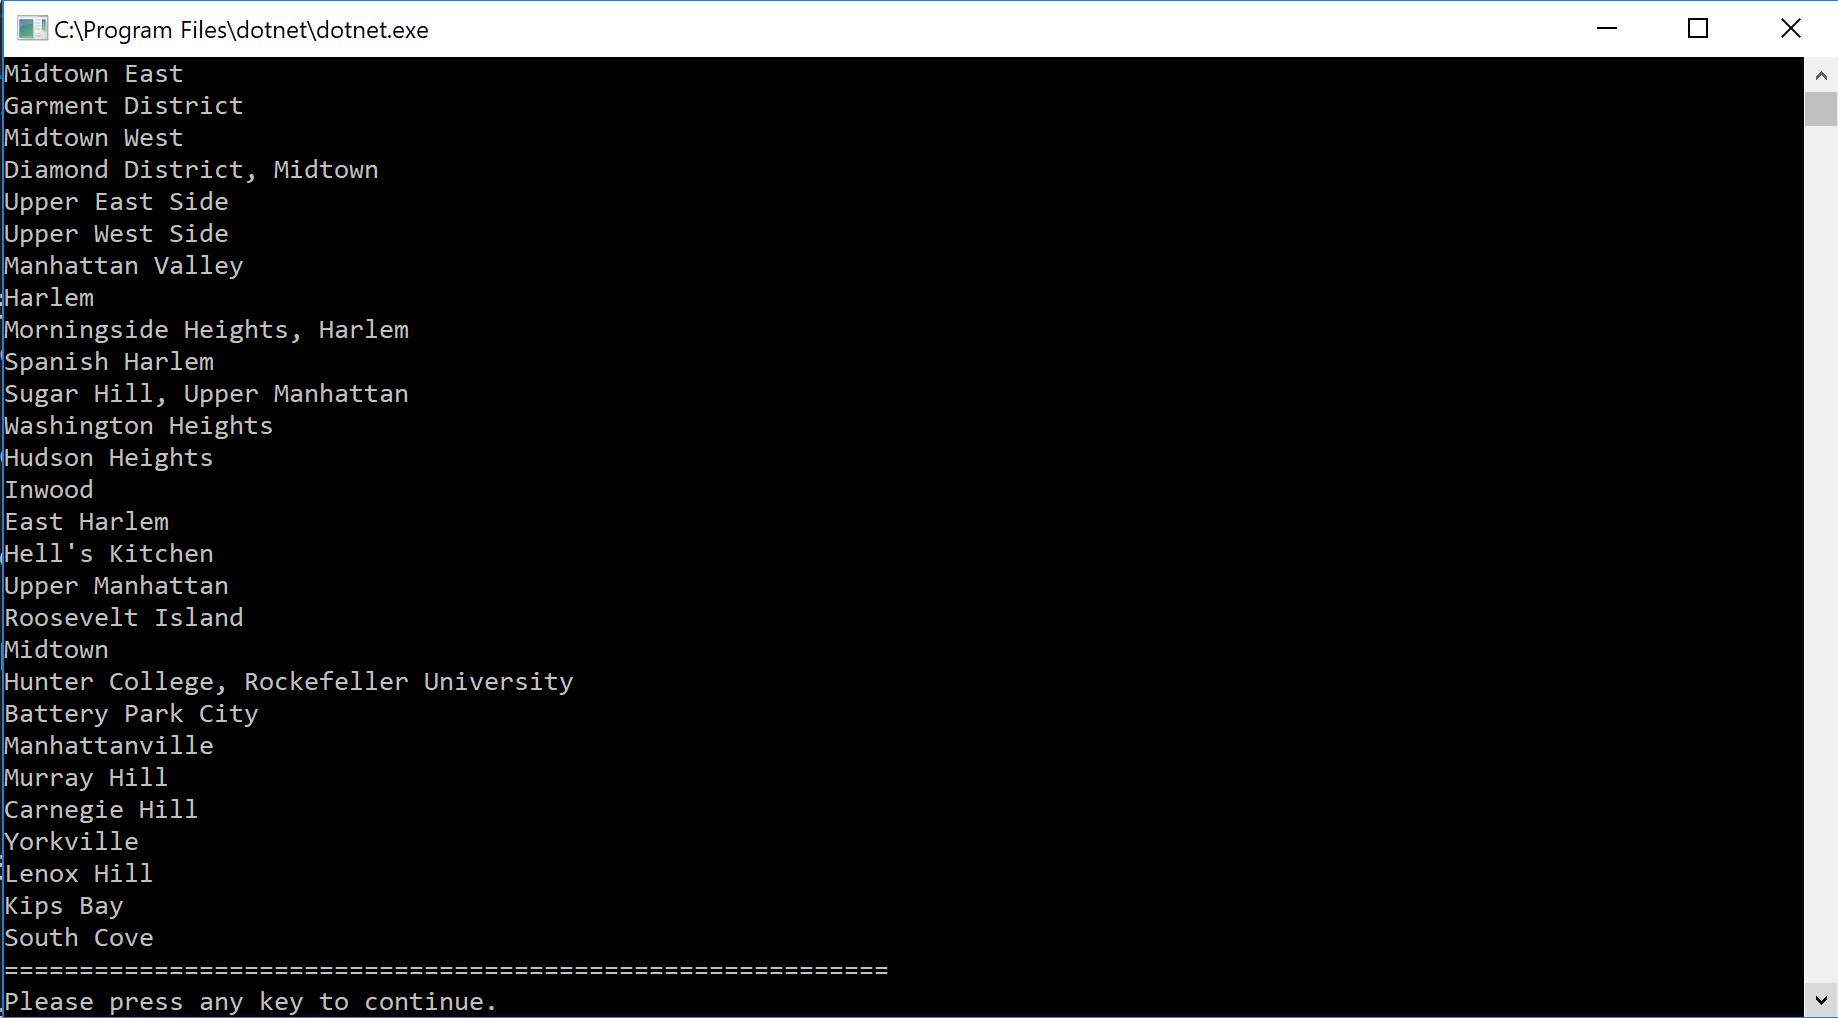 C:\Program Files\dotnet\dotnet.exe
Midtown East
Garment District
Midtown West
Diamond District, Midtown
Upper East Side
Upper West Side
Manhattan Valley
Harlem
Morningside Heights, Harlem
Spanish Harlem
Sugar Hill, Upper Manhattan
Washington Heights
Hudson Heights
Inwood
East Harlem
Hell's Kitchen
Upper Manhattan
Roosevelt Island
Midtown
Hunter College, Rockefeller University
Battery Park City
Manhattanville
Murray Hill
Carnegie Hill
Yorkville
Lenox Hill
Kips Bay
South Cove
===========================================================
Please press any key to continue.